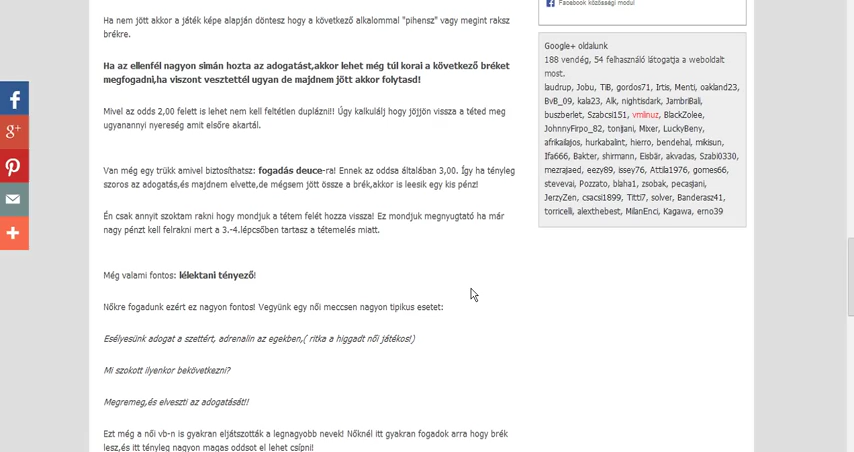 Ha nem jött akkor a játék képe alapján döntesz hogy a következő alkalommal "pihensz" vagy megint raksz
brékre.
Ha az ellenfél nagyon simán hozta az adogatást,akkor lehet még túl korai a következő bréket
megfogadni,ha viszont vesztettél ugyan de majdnem jött akkor folytasd!
Mivel az odds 2,00 felett is lehet nem kell feltétlen duplázni!! Úgy kalkulálj hogy jöjjön vissza a téted meg
ugyanannyi nyereség amit elsőre akartál.
Van még egy trükk amivel biztosíthatsz: fogadás deuce-ra! Ennek az oddsa általában 3,00. Így ha tényleg
szoros az adogatás,és majdnem elvette,de mégsem jött össze a brék,akkor is leesik egy kis pénz!
Én csak annyit szoktam rakni hogy mondjuk a tétem felét hozza vissza! Ez mondjuk megnyugtató ha már
nagy pénzt kell felrakni mert a 3.-4.lépcsőben tartasz a tétemelés miatt.
Még valami fontos: lélektani tényező!
Nőkre fogadunk ezért ez nagyon fontos! Vegyünk egy női meccsen nagyon tipikus esetet:
Esélyesünk adogat a szettért, adrenalin az egekben,( ritka a higgadt női játékos!)
Mi szokott ilyenkor bekövetkezni?
Megremeg,és elveszti az adogatását!!
Ezt még a női vb-n is gyakran eljátszották a legnagyobb nevek! Nőknél itt gyakran fogadok arra hogy brék
lesz,és itt tényleg nagyon magas oddsot el lehet csípni!
Facebook közösségi modul
Google+ oldalunk
188 vendég, 54 felhasználó látogatja a weboldalt
most.
laudrup, Jobu, TIB, gordos71, Irtis, Menti, oakland23,
BvB_09, kala23, Alk, nightisdark, JambriBali,
buszberlet, Szabcsi151, vmlinuz, BlackZolee,
JohnnyFirpo_82, tonijani, Mixer, LuckyBeny,
afrikailajos, hurkabalint, hierro, bendehal, mikisun,
Ifa666, Bakter, shirmann, Eisbär, akvadas, Szabi0330,
mezrajaed, eezy89, issey76, Attila1976, gomes66,
stevevai, Pozzato, blaha1, zsobak, pecasjani,
JerzyZen, csacsi1899, Titti7, solver, Banderasz41,
torricelli, alexthebest, MilanEnci, Kagawa, erno39